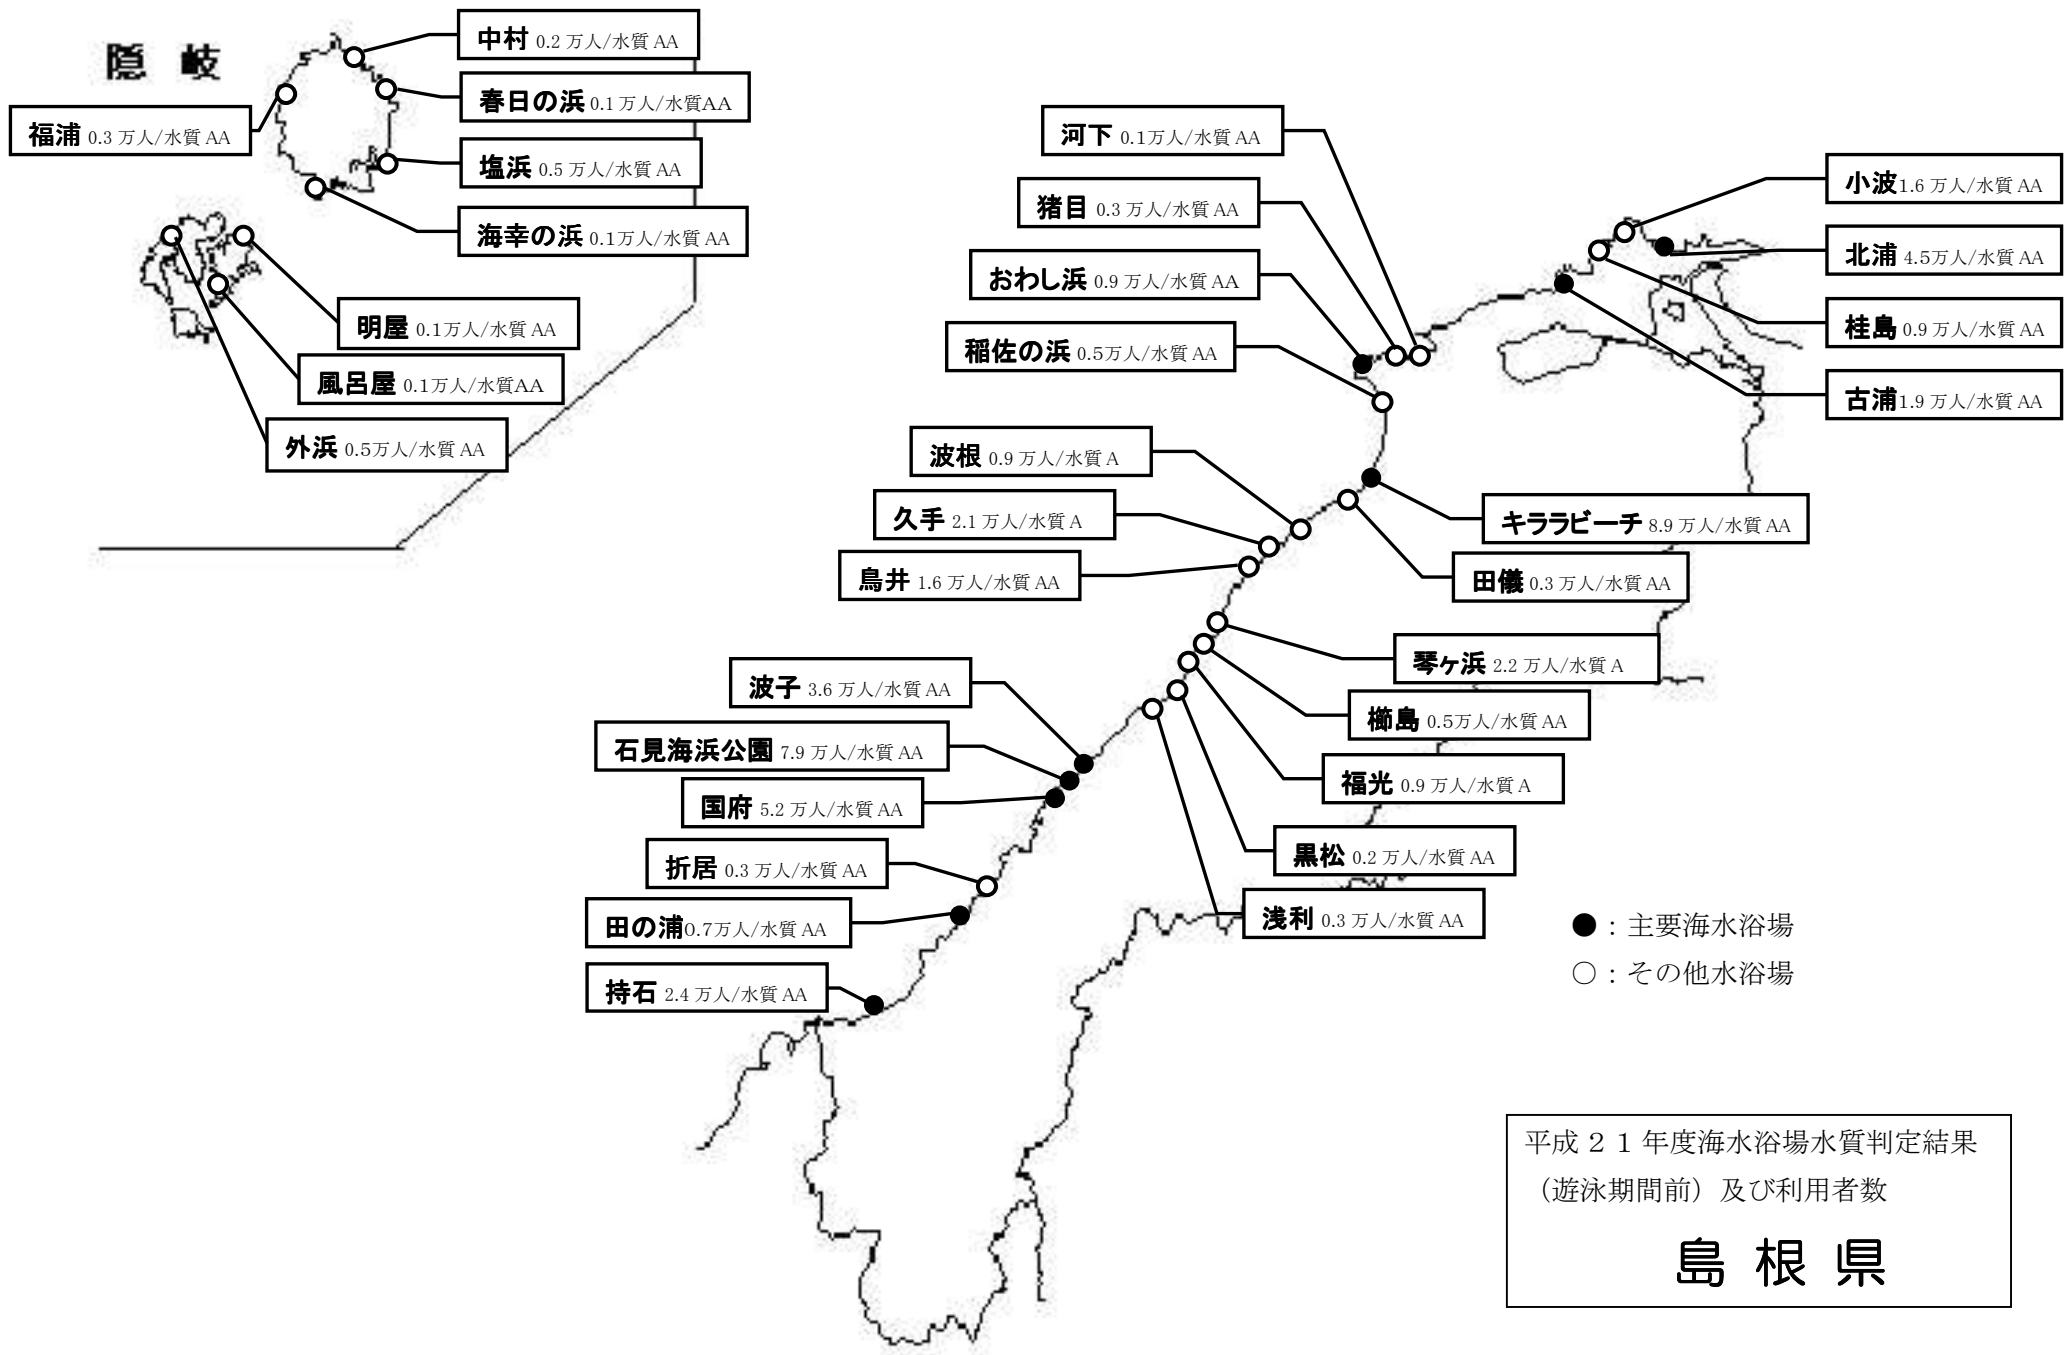 隠 岐
中村 0.2 万人/水質 AA
春日の浜 0.1 万人/水質AA
福浦 0.3 万人/水質 AA
塩浜 0.5 万人/水質 AA
海幸の浜 0.1万人/水質 AA
明屋 0.1万人/水質 AA
風呂屋 0.1万人/水質AA
外浜 0.5万人/水質 AA
河下 0.1万人/水質 AA
猪目 0.3 万人/水質 AA
おわし浜 0.9 万人/水質 AA
稲佐の浜 0.5万人/水質 AA
波根 0.9 万人/水質 A
久手 2.1 万人/水質 A
鳥井 1.6 万人/水質 AA
小波1.6 万人/水質 AA
北浦 4.5万人/水質 AA
桂島 0.9 万人/水質 AA
古浦1.9 万人/水質 AA
キララビーチ 8.9 万人/水質 AA
田儀 0.3 万人/水質 AA
琴ヶ浜 2.2 万人/水質 A
櫛島 0.5万人/水質 AA
福光 0.9 万人/水質 A
黒松 0.2 万人/水質 AA
浅利 0.3 万人/水質 AA
波子 3.6 万人/水質 AA
石見海浜公園 7.9 万人/水質 AA
国府 5.2 万人/水質 AA
折居 0.3 万人/水質 AA
田の浦0.7万人/水質 AA
持石 2.4 万人/水質 AA
●：主要海水浴場
○：その他水浴場
平成２１年度海水浴場水質判定結果
（遊泳期間前）及び利用者数
島 根 県